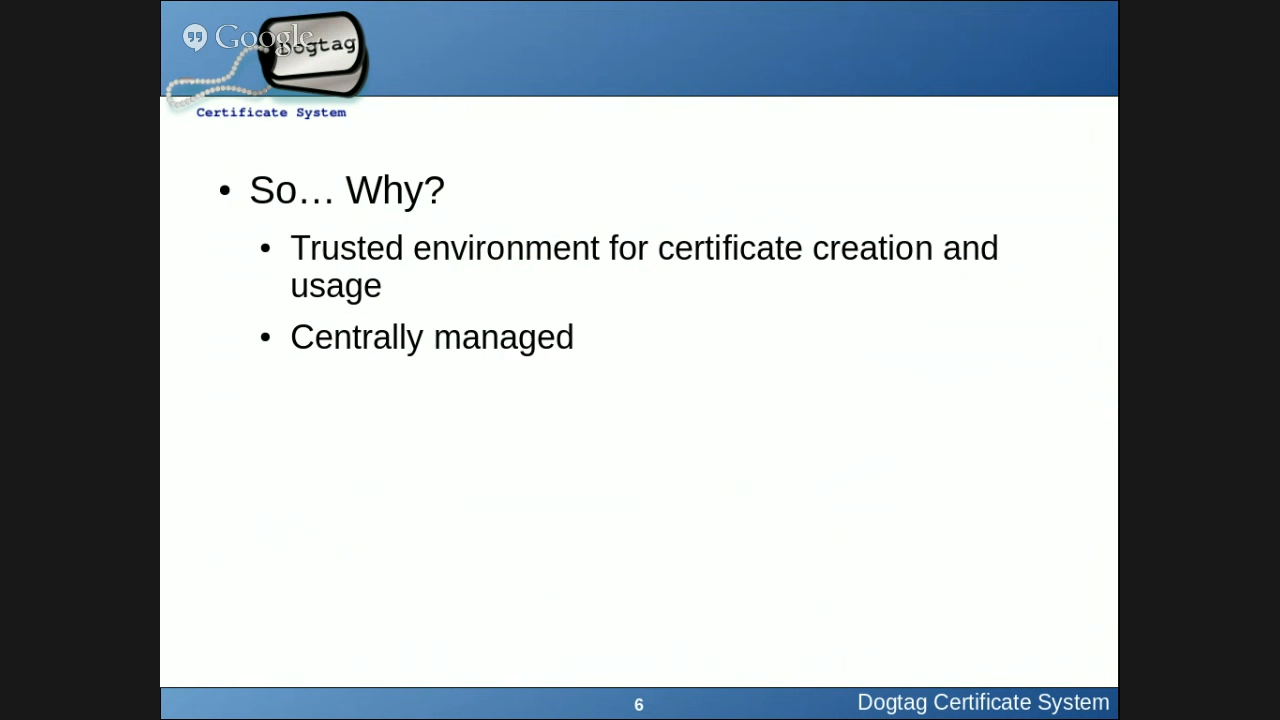 Google
Dogtag
Certificate System
• So… Why?
• Trusted environment for certificate creation and
usage
• Centrally managed
6
Dogtag Certificate System